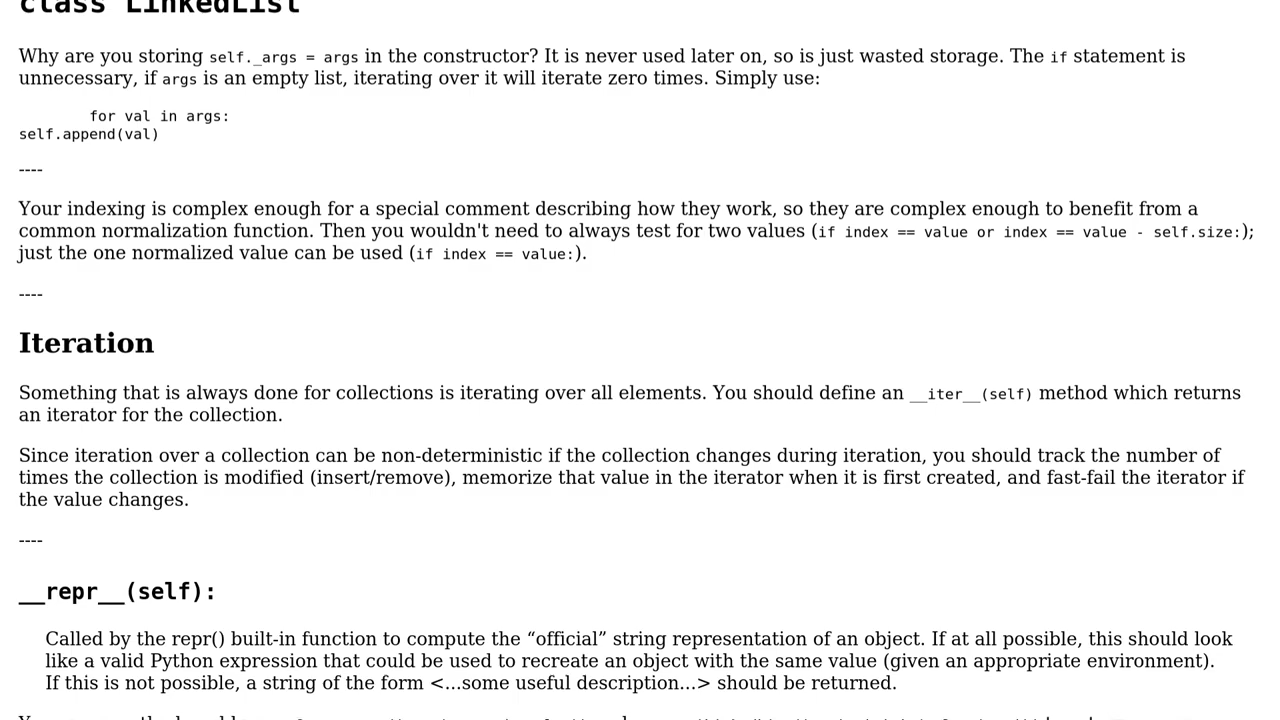 class LinkedList
Why are you storing self._args = args in the constructor? It is never used later on, so is just wasted storage. The if statement is
unnecessary, if args is an empty list, iterating over it will iterate zero times. Simply use:
for val in args:
self.append(val)
----
Your indexing is complex enough for a special comment describing how they work, so they are complex enough to benefit from a
common normalization function. Then you wouldn't need to always test for two values (if index == value or index == value - self.size:);
just the one normalized value can be used (if index == value:).
----
Iteration
Something that is always done for collections is iterating over all elements. You should define an __iter__(self) method which returns
an iterator for the collection.
Since iteration over a collection can be non-deterministic if the collection changes during iteration, you should track the number of
times the collection is modified (insert/remove), memorize that value in the iterator when it is first created, and fast-fail the iterator if
the value changes.
----
__repr__(self):
Called by the repr() built-in function to compute the “official” string representation of an object. If at all possible, this should look
like a valid Python expression that could be used to recreate an object with the same value (given an appropriate environment).
If this is not possible, a string of the form <...some useful description...> should be returned.